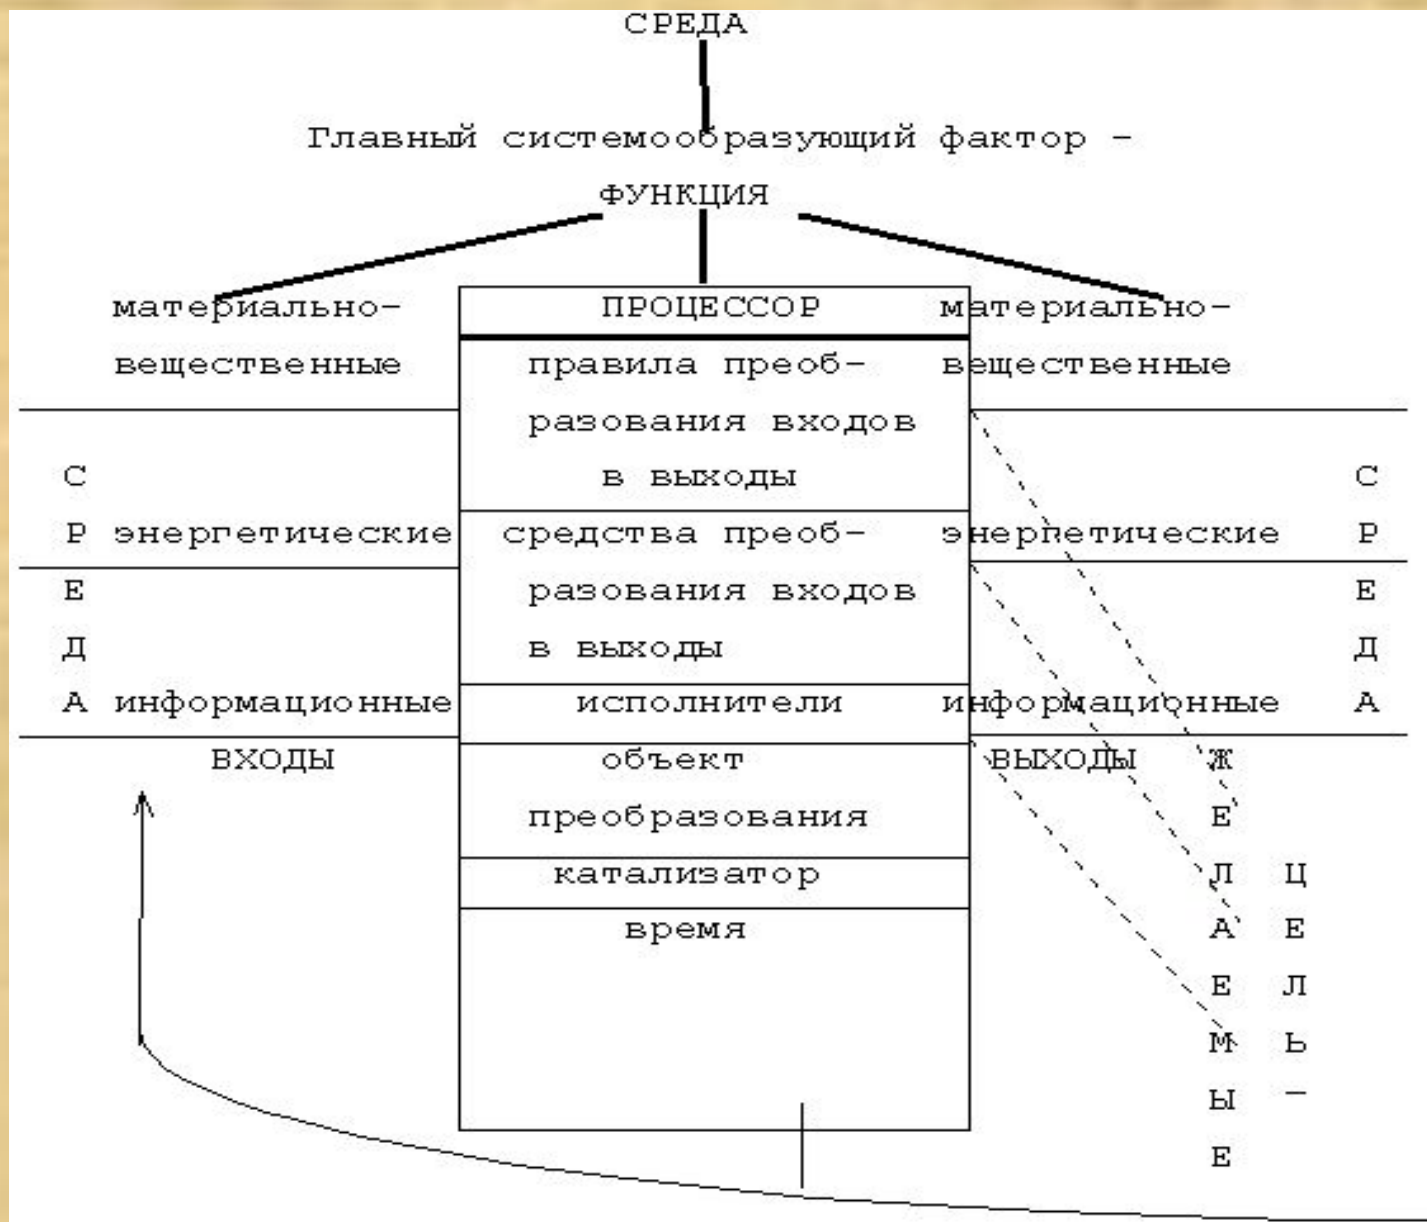 СРЕДА
Главный системообразующий фактор –
ФУНКЦИЯ
материально- ПРОЦЕССОР материально-
вещественные правила преоб- вещественные
разования входов
С в выходы С
Р энергетические средства преоб- энергетические Р
Е разования входов Е
Д в выходы Д
А информационные исполнители информационные А
ВХОДЫ объект ВЫХОДЫ Ж
преобразования Е
катализатор Л Ц
время А Е
Е Л
М Ь
Ы –
Е